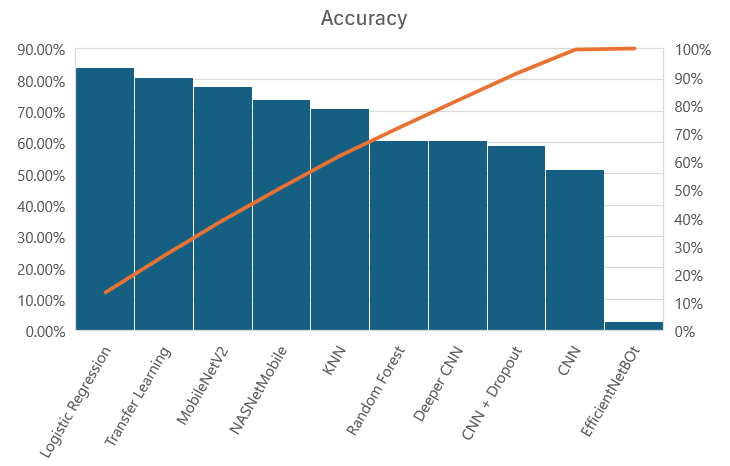 Accuracy
90.00%
80.00%
70.00%
60.00%
50.00%
40.00%
30.00%
20.00%
10.00%
0.00%
100%
90%
80%
70%
60%
50%
40%
30%
20%
10%
0%
Logistic Regression
Transfer Learning
MobileNetV2
NASNetMobile
KNN
Random Forest
Deeper CNN
CNN + Dropout
CNN
EfficientNetBOt